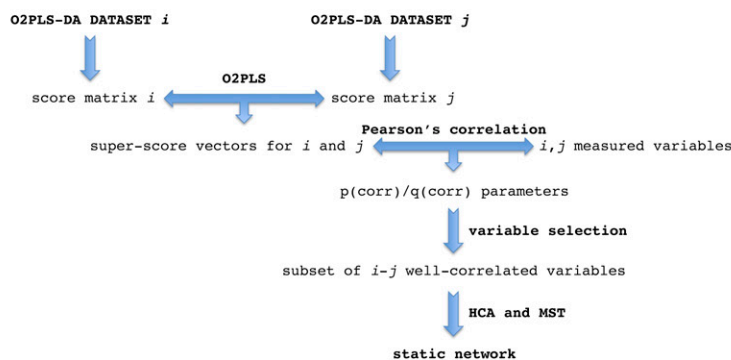 O2PLS-DA DATASET i
O2PLS-DA DATASET j
O2PLS
score matrix i
score matrix j
Pearson's correlation
super-score vectors for i and j
i,j measured variables
p(corr)/q(corr) parameters
variable selection
subset of i-j well-correlated variables
HCA and MST
static network